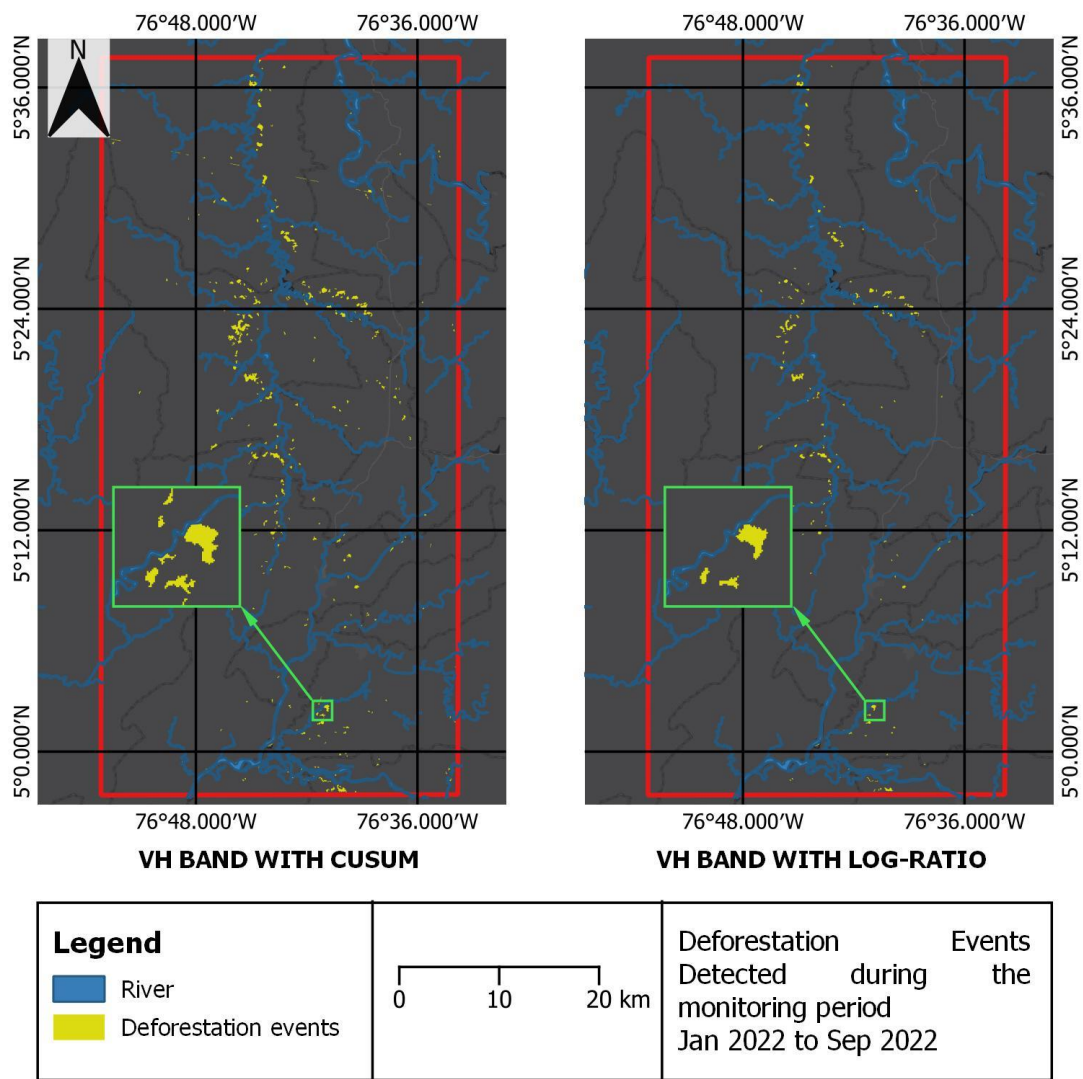 76°48.000'W 76°36.000'W 76°48.000'W 76°36.000'W
N
5°36.000'N 5°36.000'N
5°24.000'N 5°24.000'N
5°12.000'N 5°12.000'N
5°0.000'N 5°0.000'N
76°48.000'W 76°36.000'W 76°48.000'W 76°36.000'W
VH BAND WITH CUSUM VH BAND WITH LOG-RATIO
Legend
River
Deforestation events
0 10 20 km
Deforestation Events
Detected during the
monitoring period
Jan 2022 to Sep 2022